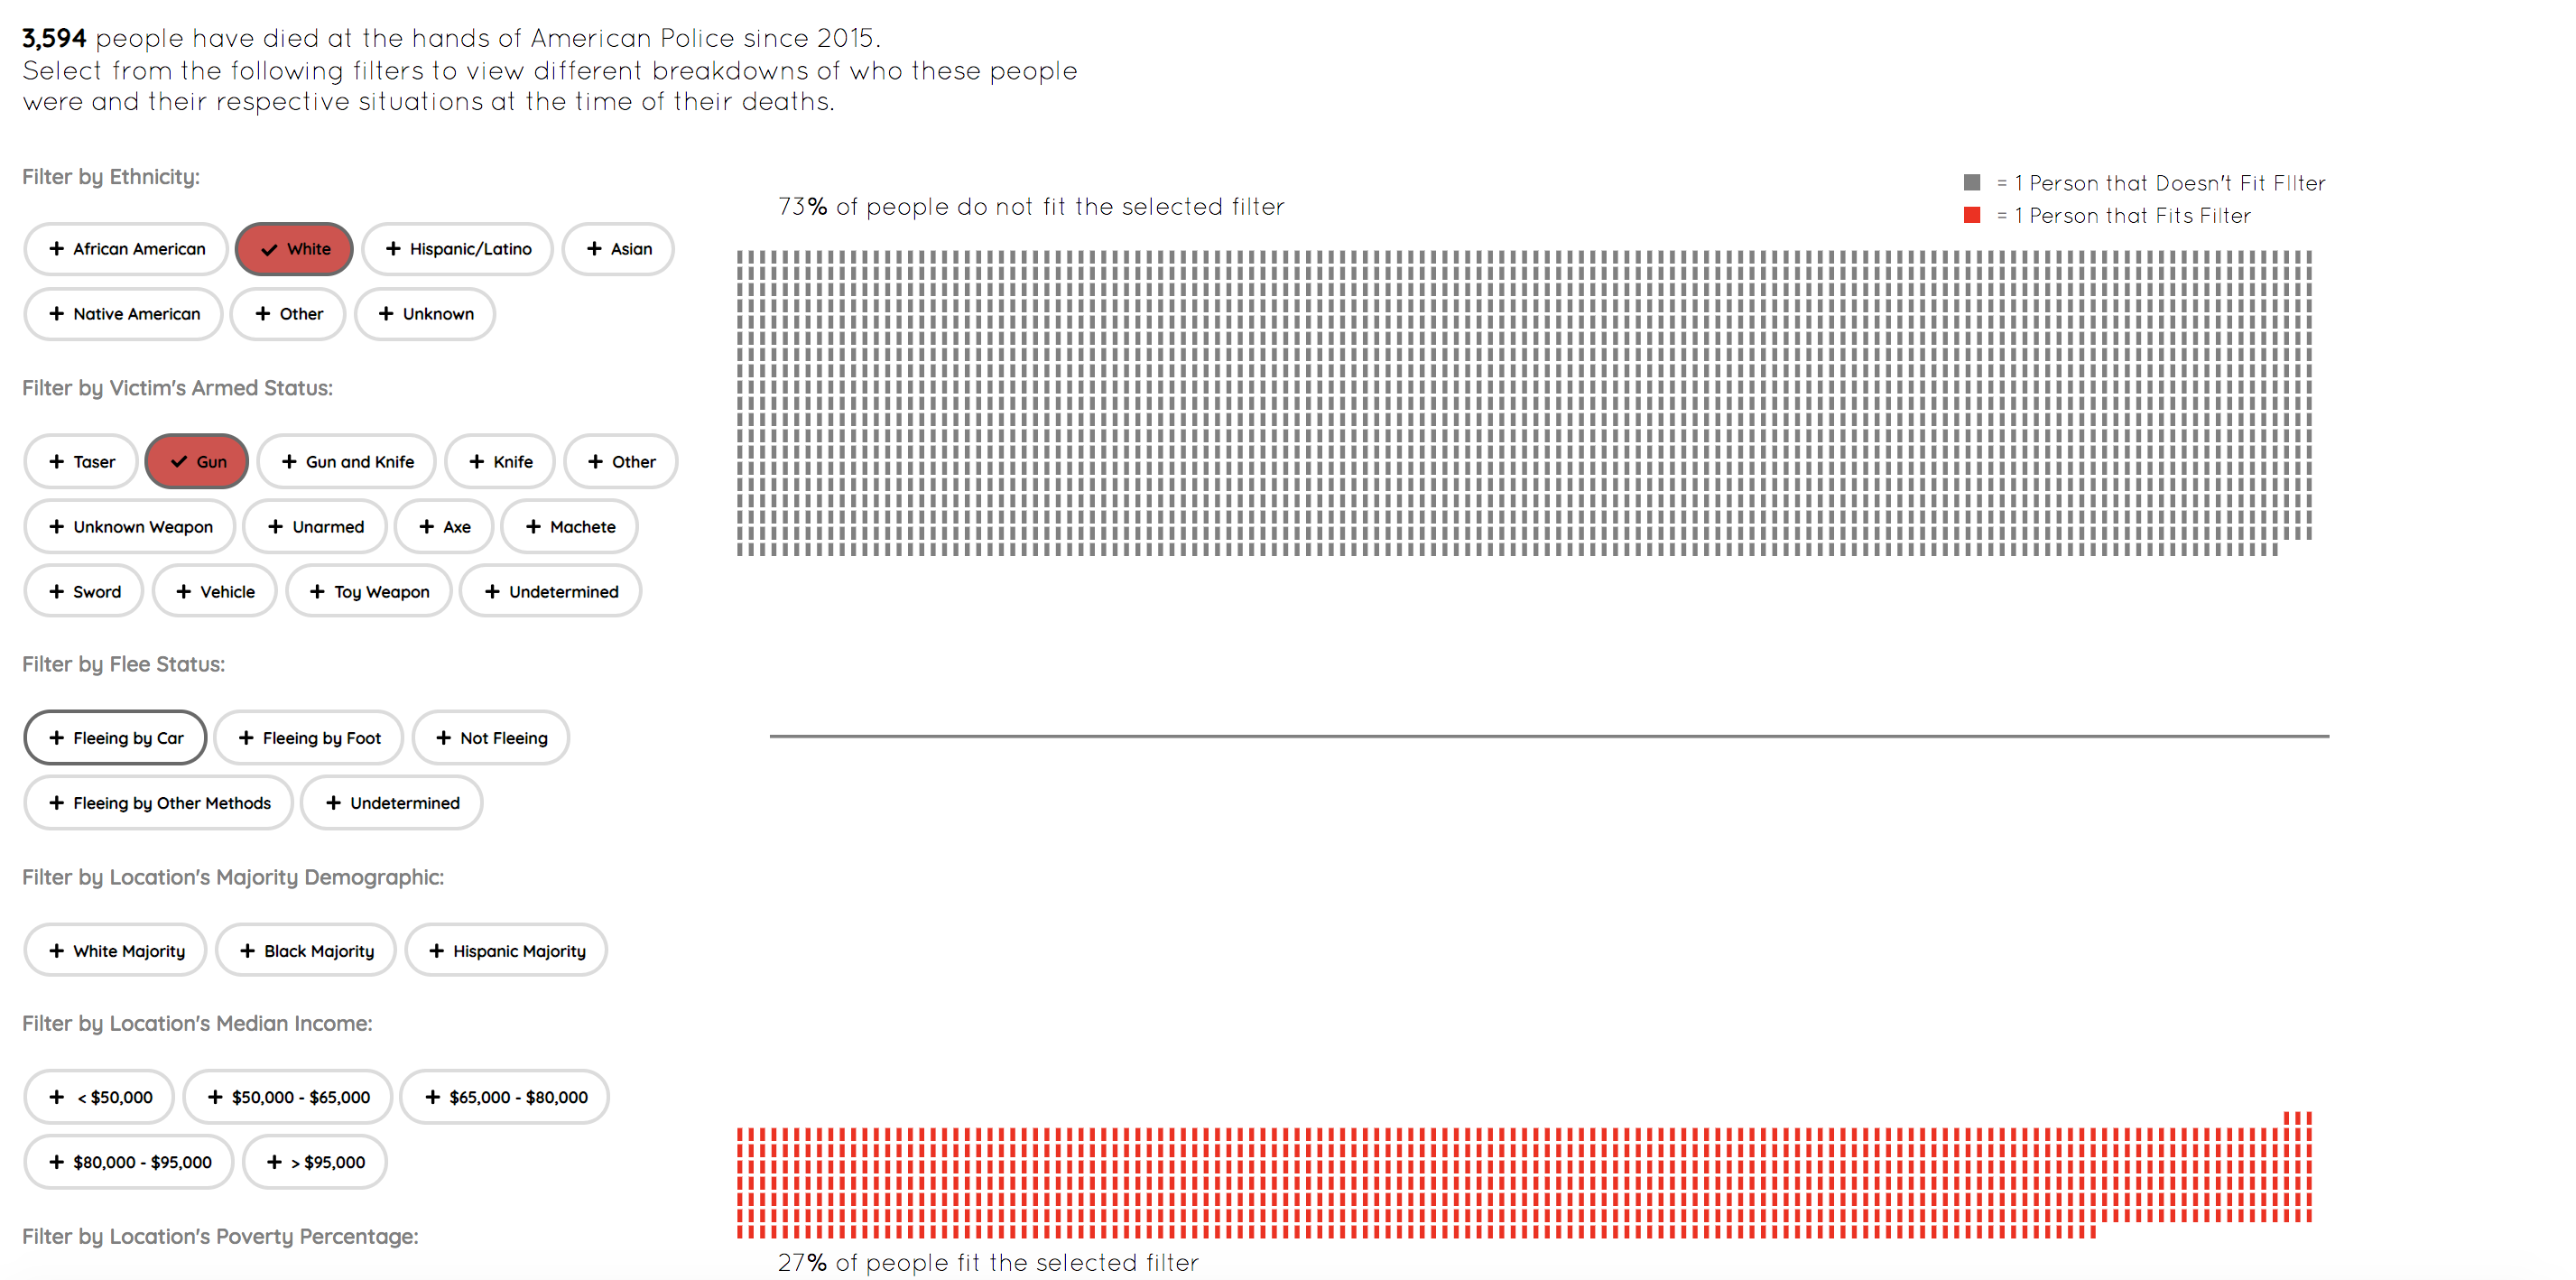 3,594 people have died at the hands of American Police since 2015.
Select from the following filters to view different breakdowns of who these people
were and their respective situations at the time of their deaths.
Filter by Ethnicity:
African American White Hispanic/Latino Asian
Native American Other Unknown
Filter by Victim's Armed Status:
Taser Gun Gun and Knife Knife Other
Unknown Weapon Unarmed Axe Machete
Sword Vehicle Toy Weapon Undetermined
Filter by Flee Status:
Fleeing by Car Fleeing by Foot Not Fleeing
Fleeing by Other Methods Undetermined
Filter by Location's Majority Demographic:
White Majority Black Majority Hispanic Majority
Filter by Location's Median Income:
< $50,000 $50,000 - $65,000 $65,000 - $80,000
$80,000 - $95,000 > $95,000
Filter by Location's Poverty Percentage:
73% of people do not fit the selected filter
= 1 Person that Doesn't Fit FIlter
= 1 Person that Fits Filter
27% of people fit the selected filter